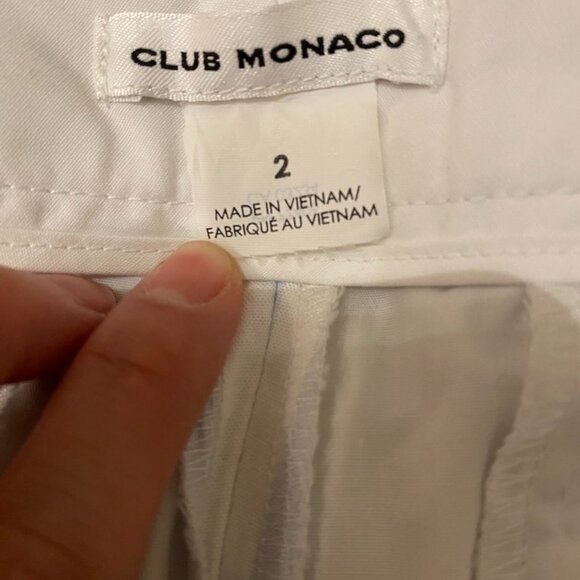 CLUB MONACO
2
MADE IN VIETNAM/
FABRIQUÉ AU VIETNAM